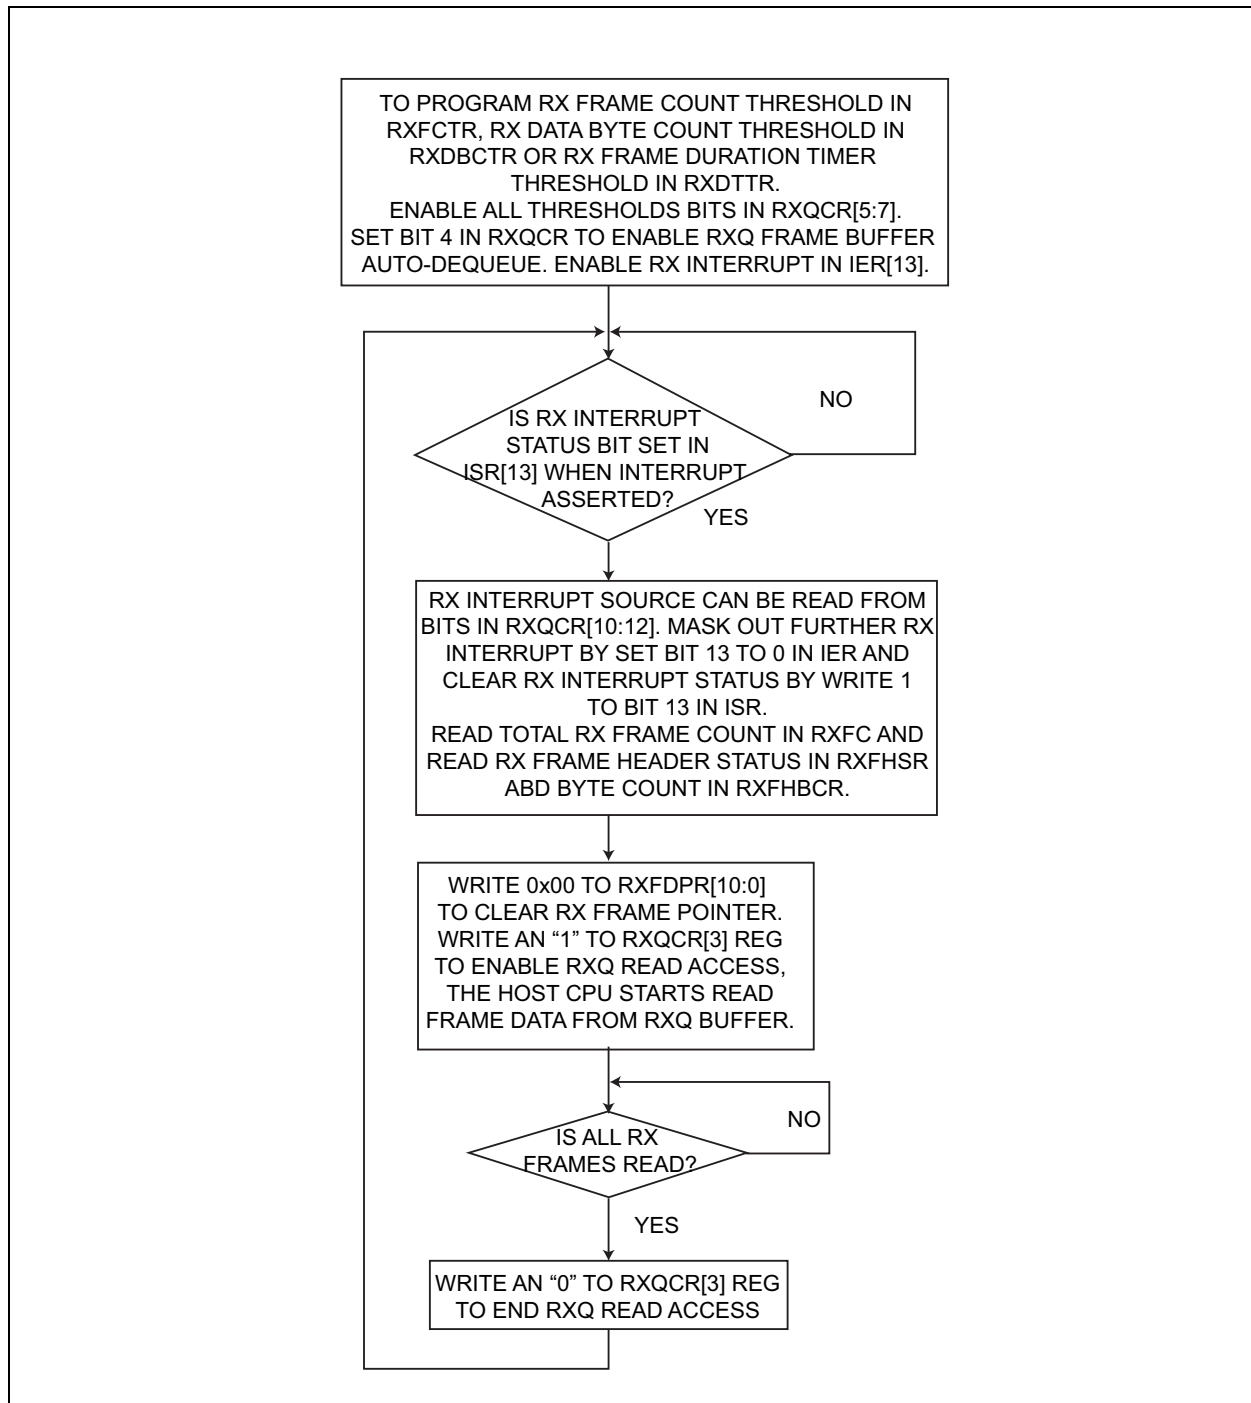 TO PROGRAM RX FRAME COUNT THRESHOLD IN
RXFCTR, RX DATA BYTE COUNT THRESHOLD IN
RXDBCTR OR RX FRAME DURATION TIMER
THRESHOLD IN RXDTTR.
ENABLE ALL THRESHOLDS BITS IN RXQCR[5:7].
SET BIT 4 IN RXQCR TO ENABLE RXQ FRAME BUFFER
AUTO-DEQUEUE. ENABLE RX INTERRUPT IN IER[13].
NO
IS RX INTERRUPT
STATUS BIT SET IN
ISR[13] WHEN INTERRUPT
ASSERTED?
YES
RX INTERRUPT SOURCE CAN BE READ FROM
BITS IN RXQCR[10:12]. MASK OUT FURTHER RX
INTERRUPT BY SET BIT 13 TO 0 IN IER AND
CLEAR RX INTERRUPT STATUS BY WRITE 1
TO BIT 13 IN ISR.
READ TOTAL RX FRAME COUNT IN RXFC AND
READ RX FRAME HEADER STATUS IN RXFHSR
ABD BYTE COUNT IN RXFHBCR.
WRITE 0x00 TO RXFDPR[10:0]
TO CLEAR RX FRAME POINTER.
WRITE AN “1” TO RXQCR[3] REG
TO ENABLE RXQ READ ACCESS,
THE HOST CPU STARTS READ
FRAME DATA FROM RXQ BUFFER.
NO
IS ALL RX
FRAMES READ?
YES
WRITE AN “0” TO RXQCR[3] REG
TO END RXQ READ ACCESS